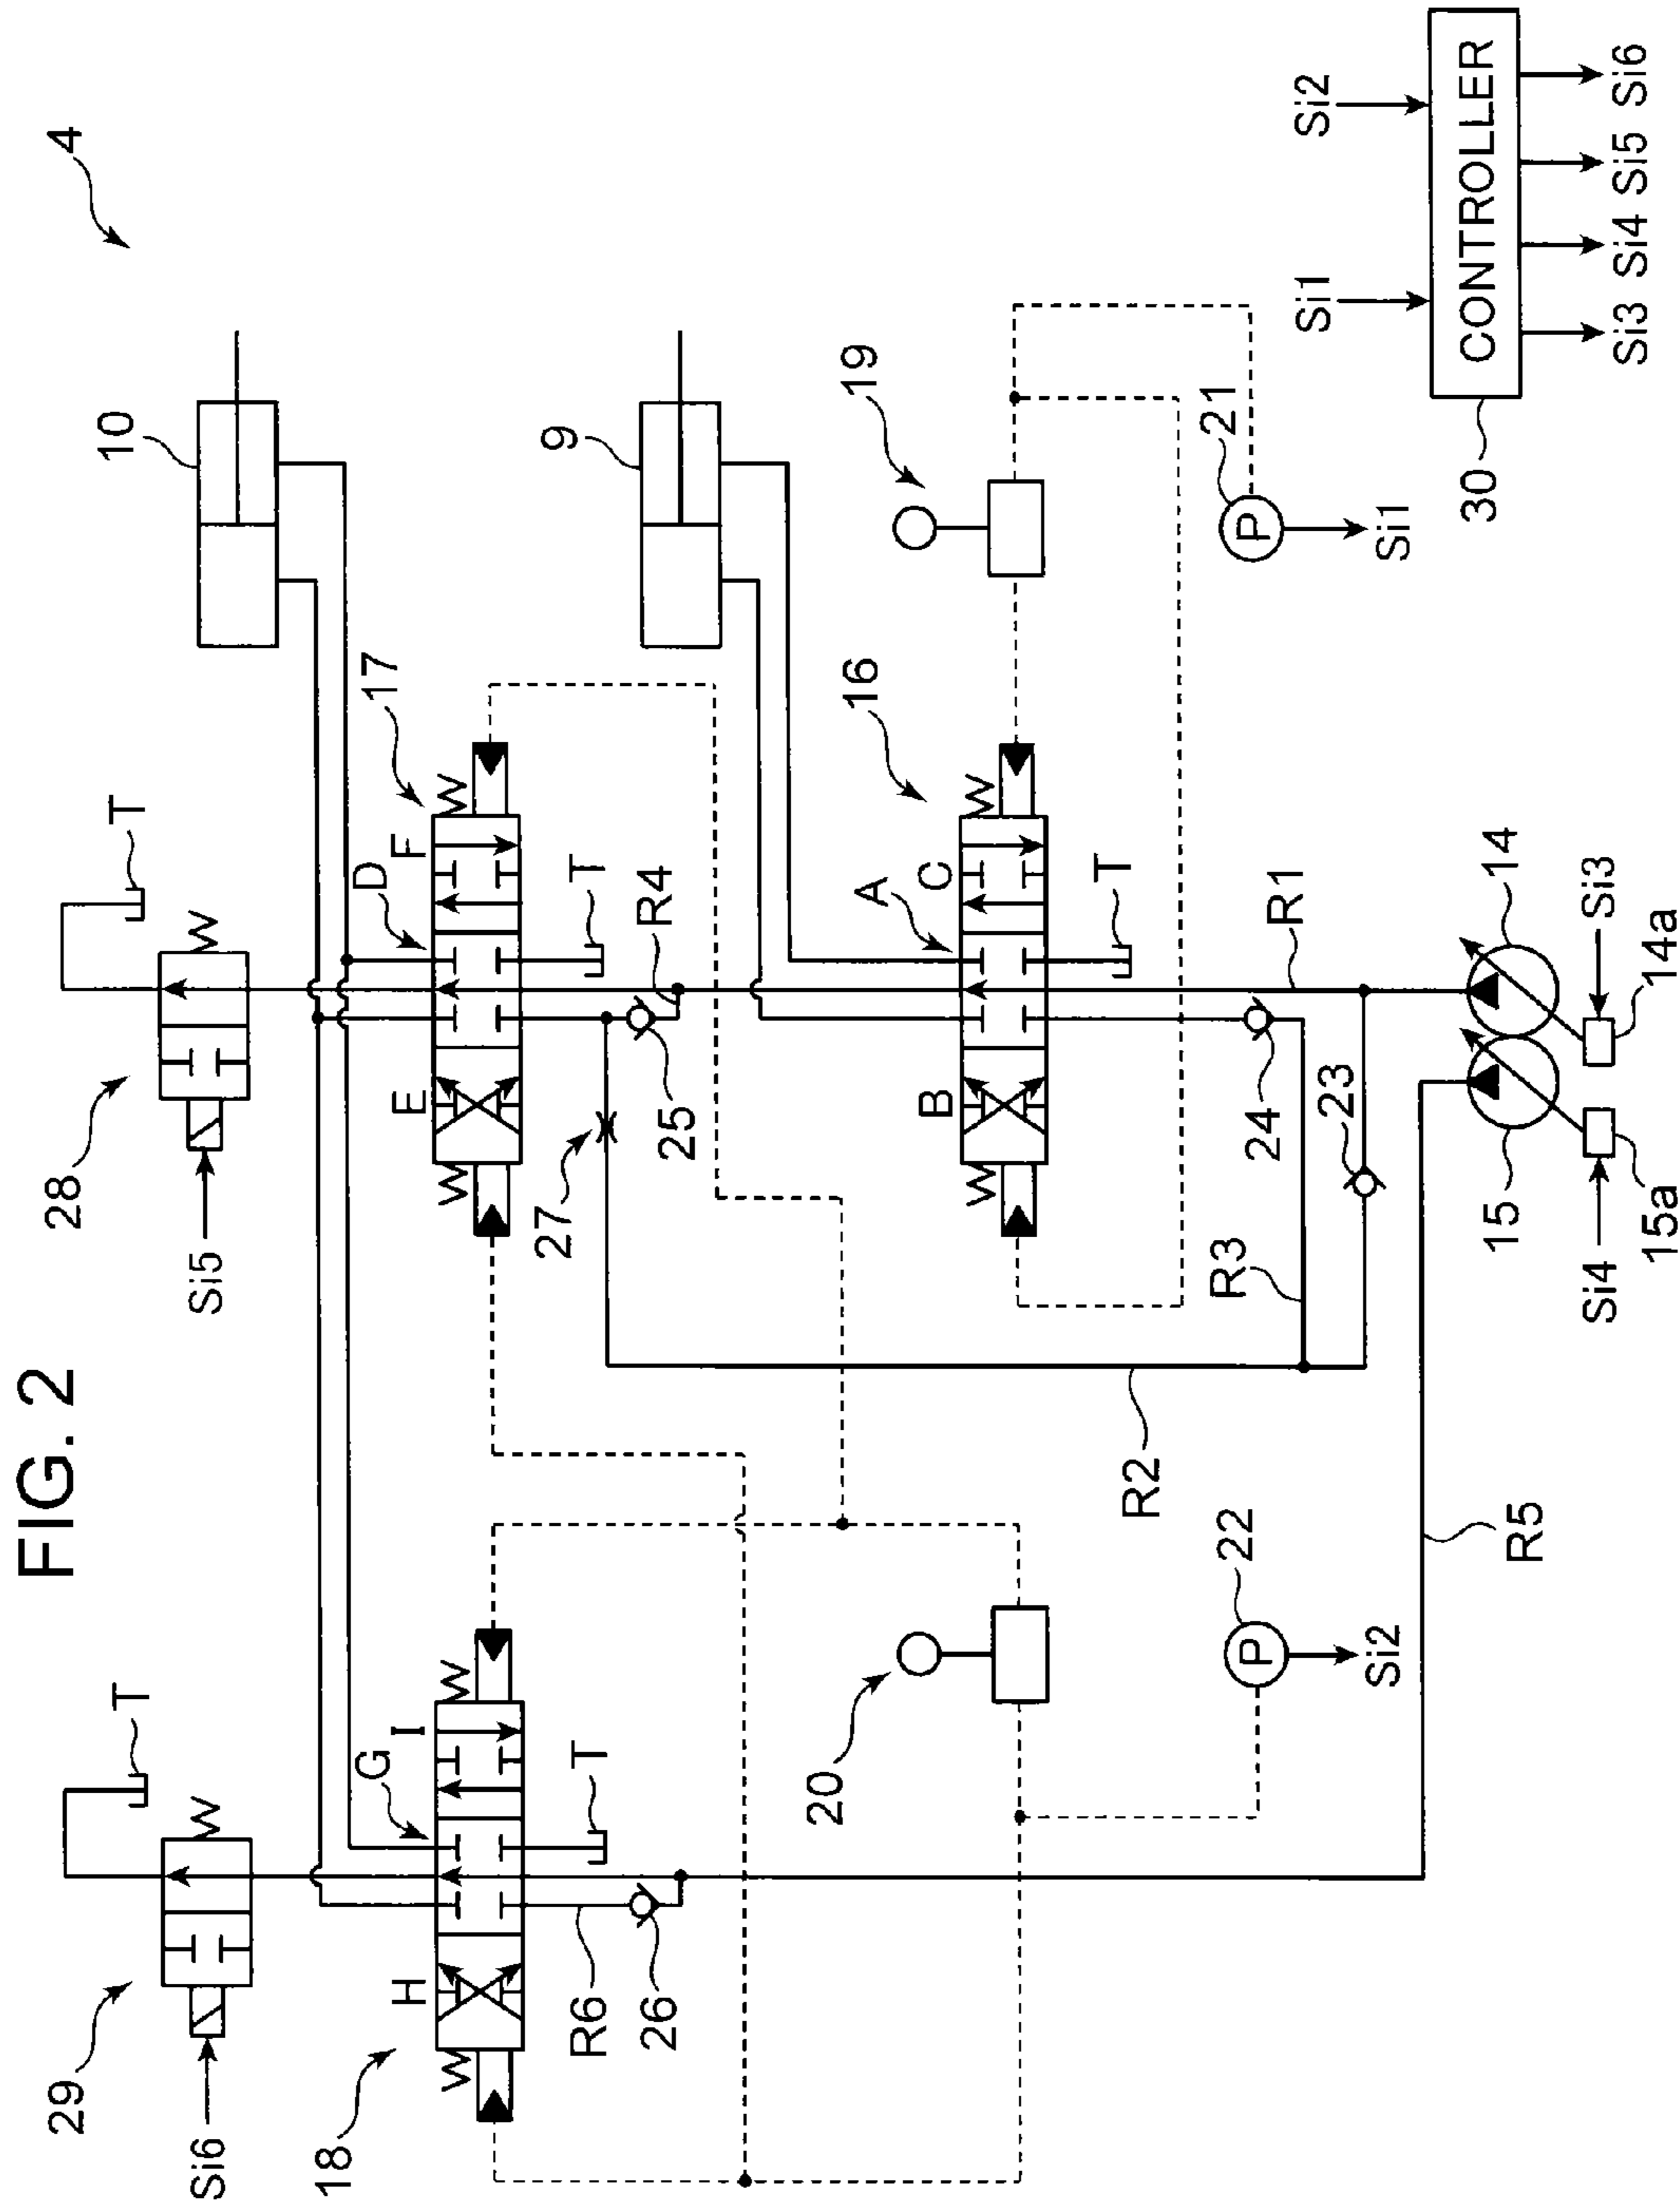 FIG. 2
4
29
Si6
T
18
H
G
I
T
R6
26
20
22
P
Si2
R5
28
Si5
T
10
17
E
D
F
T
R4
25
27
9
16
B
A
C
T
19
21
P
Si1
R1
24
23
R3
R2
14
15
Si3
14a
15a
Si4
Si1
Si2
CONTROLLER
30
Si3
Si4
Si5
Si6